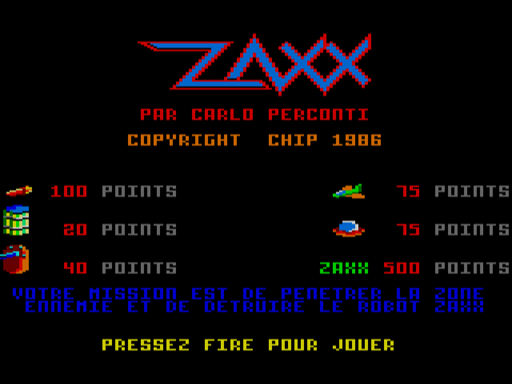 ZAXX
PAR CARLO PERCONTI
COPYRIGHT CHIP 1986
100 POINTS 75 POINTS
20 POINTS 75 POINTS
40 POINTS ZAXX 500 POINTS
VOTRE MISSION EST DE PENETRER LA ZONE
ENNEMIE ET DE DETRUIRE LE ROBOT ZAXX
PRESSEZ FIRE POUR JOUER